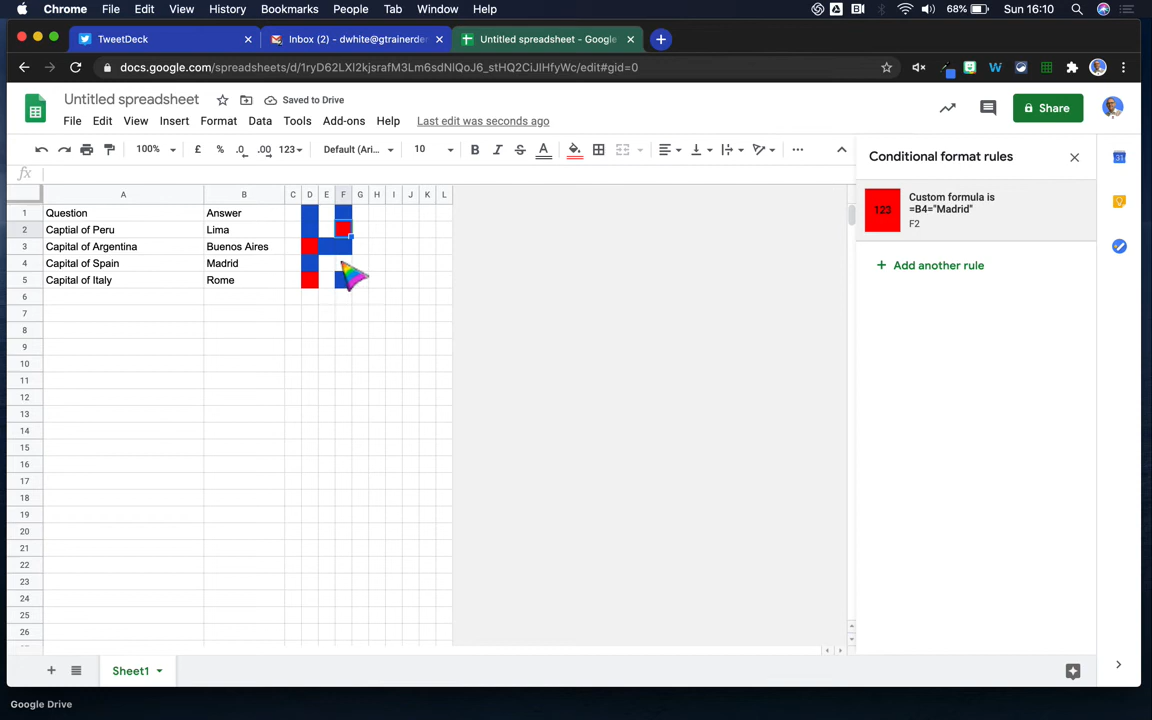 Chrome File Edit View History Bookmarks People Tab Window Help 68% Sun 16:10
TweetDeck Inbox (2) - dwhite@gtrainerder Untitled spreadsheet - Google
docs.google.com/spreadsheets/d/1ryD62LXl2kjsrafM3Lm6sdNlQoJ6_stHQ2CiJlHfyWc/edit#gid=0
Untitled spreadsheet Saved to Drive
Share
File Edit View Insert Format Data Tools Add-ons Help Last edit was seconds ago
100% £ % .0 .00 123 Default (Ari... 10 B I S A
fx
Conditional format rules
123
Custom formula is
=B4="Madrid"
F2
Add another rule
A B C D E F G H I J K L
1 Question Answer
2 Captial of Peru Lima
3 Capital of Argentina Buenos Aires
4 Capital of Spain Madrid
5 Capital of Italy Rome
6
7
8
9
10
11
12
13
14
15
16
17
18
19
20
21
22
23
24
25
26
Sheet1
Google Drive